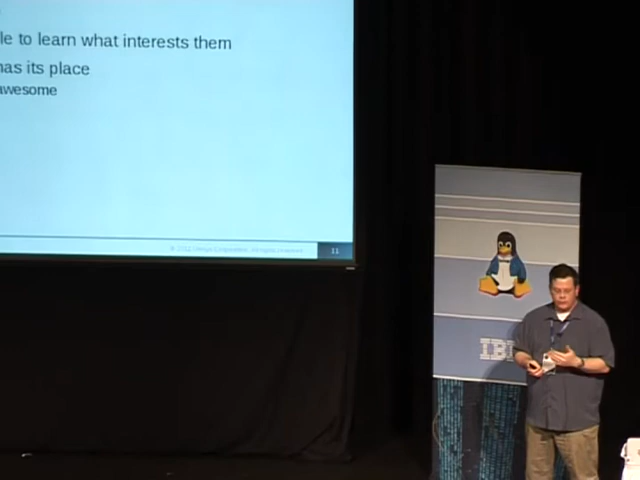 le to learn what interests them
has its place
awesome
11
IBM